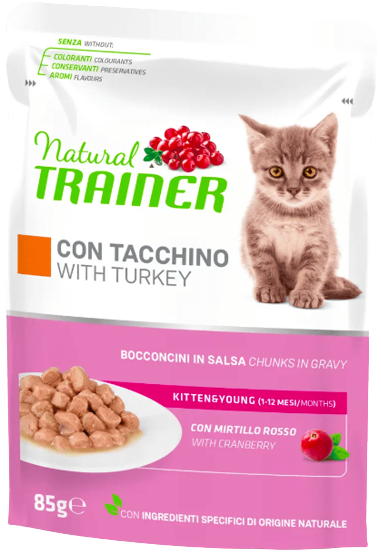 SENZA WITHOUT:
COLORANTI COLOURANTS
CONSERVANTI PRESERVATIVES
AROMI FLAVOURS
Natural
TRAINER
CON TACCHINO
WITH TURKEY
BOCCONCINI IN SALSA CHUNKS IN GRAVY
KITTEN&YOUNG (1-12 MESI/MONTHS)
CON MIRTILLO ROSSO
WITH CRANBERRY
85g℮
CON INGREDIENTI SPECIFICI DI ORIGINE NATURALE